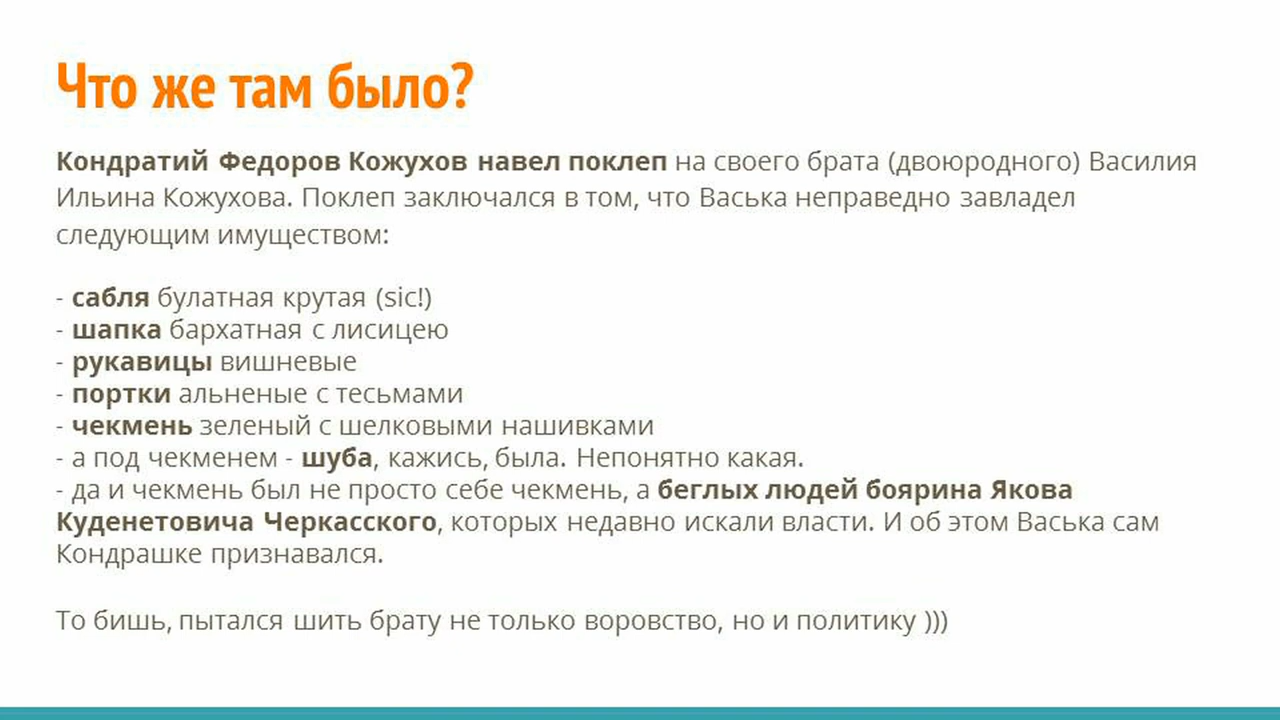 Что же там было?
Кондратий Федоров Кожухов навел поклеп на своего брата (двоюродного) Василия
Ильина Кожухова. Поклеп заключался в том, что Васька неправедно завладел
следующим имуществом:
- сабля булатная крутая (sic!)
- шапка бархатная с лисицею
- рукавицы вишневые
- портки альненые с тесьмами
- чекмень зеленый с шелковыми нашивками
- а под чекменем - шуба, кажись, была. Непонятно какая.
- да и чекмень был не просто себе чекмень, а беглых людей боярина Якова
Куденетовича Черкасского, которых недавно искали власти. И об этом Васька сам
Кондрашке признавался.
То бишь, пытался шить брату не только воровство, но и политику )))